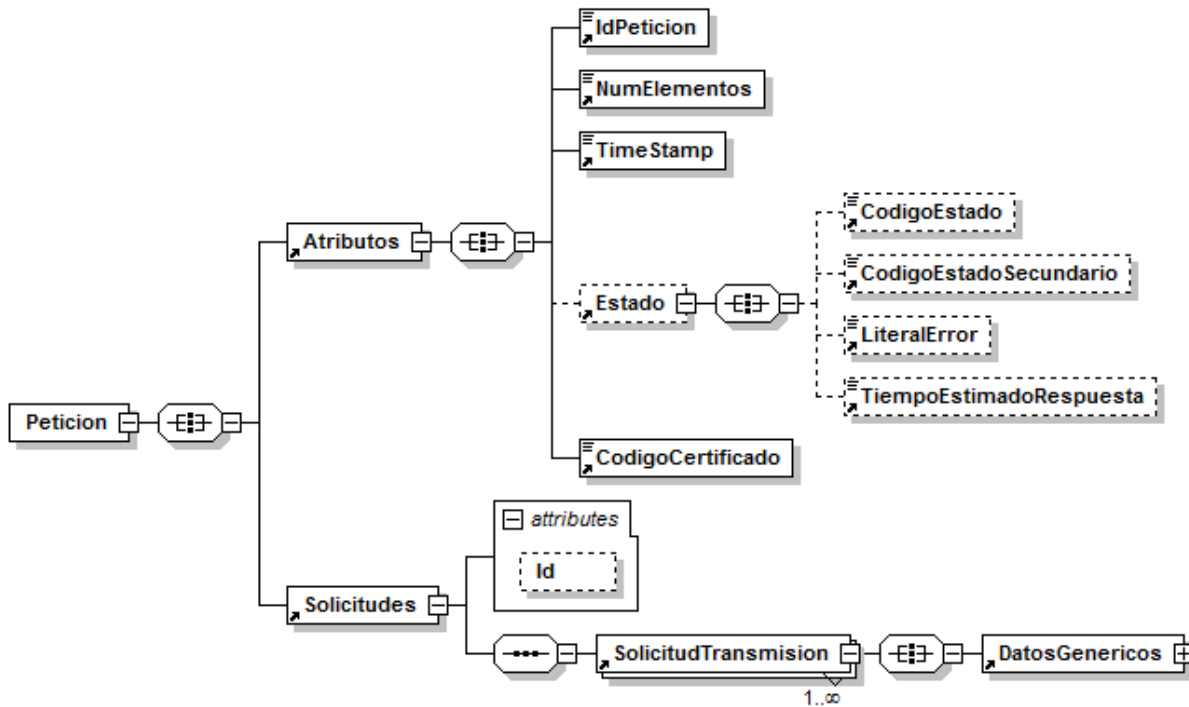 IdPeticion
NumElementos
TimeStamp
CodigoEstado
Atributos
CodigoEstadoSecundario
Estado
LiteralError
TiempoEstimadoRespuesta
Peticion
CodigoCertificado
attributes
Id
Solicitudes
SolicitudTransmision
DatosGenericos
1..∞